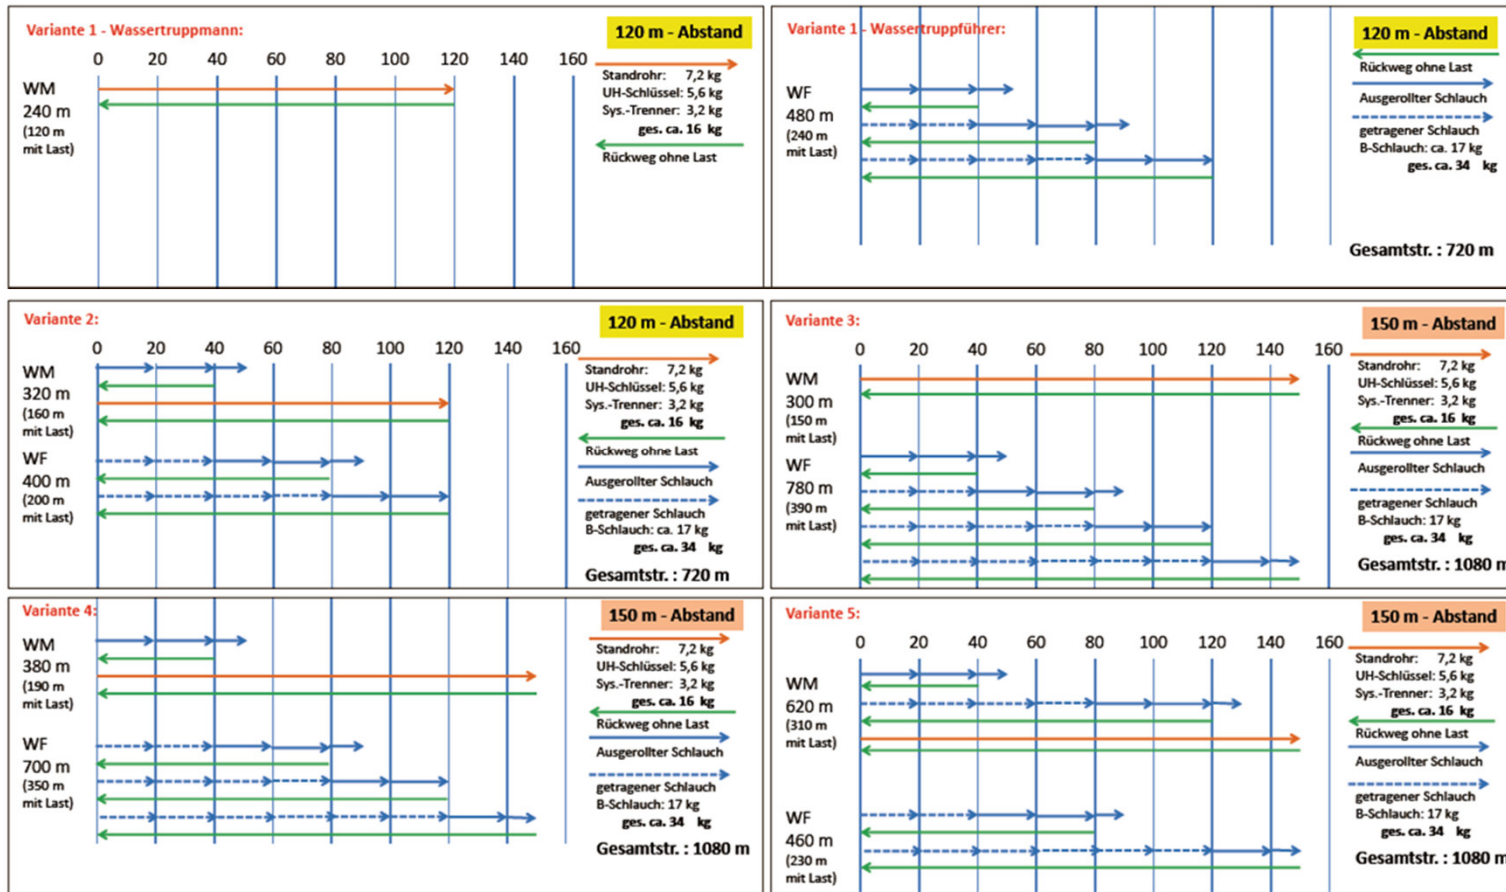 Variante 1 - Wassertruppmann:
120 m - Abstand
0 20 40 60 80 100 120 140 160
WM
240 m
(120 m
mit Last)
Standrohr: 7,2 kg
UH-Schlüssel: 5,6 kg
Sys.-Trenner: 3,2 kg
ges. ca. 16 kg
Rückweg ohne Last
Variante 1 - Wassertruppführer:
120 m - Abstand
WF
480 m
(240 m
mit Last)
Rückweg ohne Last
Ausgerollter Schlauch
getragener Schlauch
B-Schlauch: ca. 17 kg
ges. ca. 34 kg
Gesamtstr. : 720 m
Variante 2:
120 m - Abstand
0 20 40 60 80 100 120 140 160
WM
320 m
(160 m
mit Last)
WF
400 m
(200 m
mit Last)
Standrohr: 7,2 kg
UH-Schlüssel: 5,6 kg
Sys.-Trenner: 3,2 kg
ges. ca. 16 kg
Rückweg ohne Last
Ausgerollter Schlauch
getragener Schlauch
B-Schlauch: ca. 17 kg
ges. ca. 34 kg
Gesamtstr. : 720 m
Variante 3:
150 m - Abstand
0 20 40 60 80 100 120 140 160
WM
300 m
(150 m
mit Last)
WF
780 m
(390 m
mit Last)
Standrohr: 7,2 kg
UH-Schlüssel: 5,6 kg
Sys.-Trenner: 3,2 kg
ges. ca. 16 kg
Rückweg ohne Last
Ausgerollter Schlauch
getragener Schlauch
B-Schlauch: 17 kg
ges. ca. 34 kg
Gesamtstr. : 1080 m
Variante 4:
150 m - Abstand
WM
380 m
(190 m
mit Last)
WF
700 m
(350 m
mit Last)
Standrohr: 7,2 kg
UH-Schlüssel: 5,6 kg
Sys.-Trenner: 3,2 kg
ges. ca. 16 kg
Rückweg ohne Last
Ausgerollter Schlauch
getragener Schlauch
B-Schlauch: 17 kg
ges. ca. 34 kg
Gesamtstr. : 1080 m
Variante 5:
150 m - Abstand
0 20 40 60 80 100 120 140 160
WM
620 m
(310 m
mit Last)
WF
460 m
(230 m
mit Last)
Standrohr: 7,2 kg
UH-Schlüssel: 5,6 kg
Sys.-Trenner: 3,2 kg
ges. ca. 16 kg
Rückweg ohne Last
Ausgerollter Schlauch
getragener Schlauch
B-Schlauch: 17 kg
ges. ca. 34 kg
Gesamtstr. : 1080 m